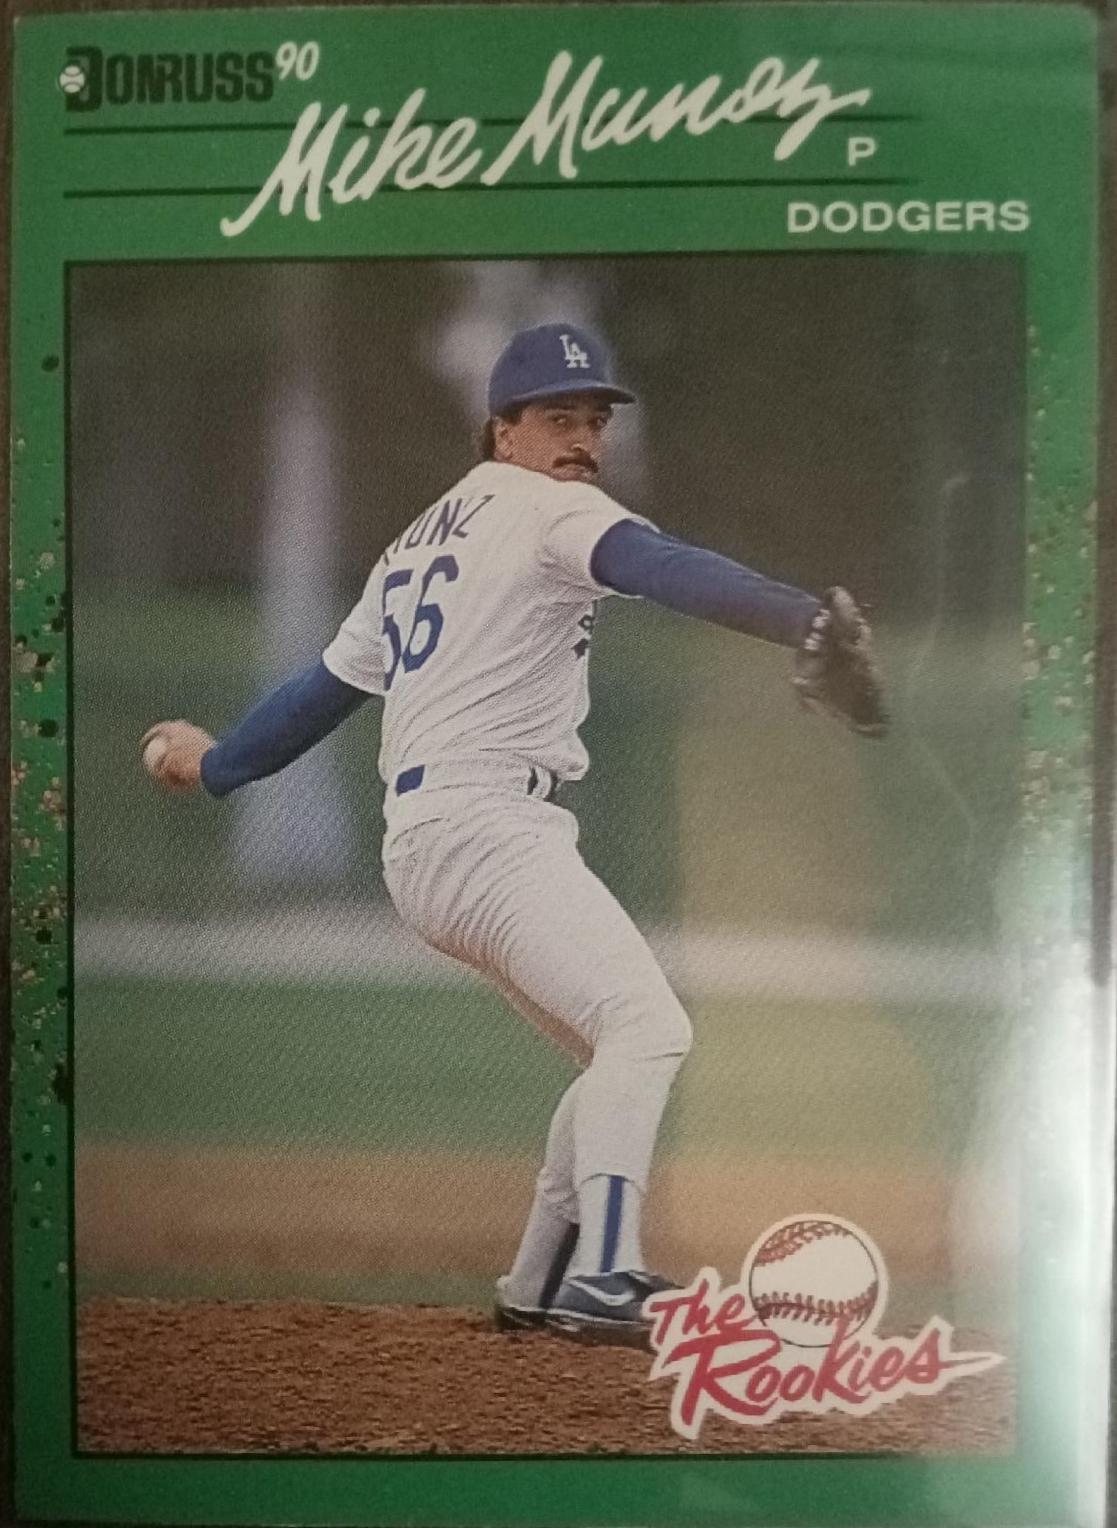 DONRUSS 90
Mike Munoz
P
DODGERS
LA
56
The
Rookies